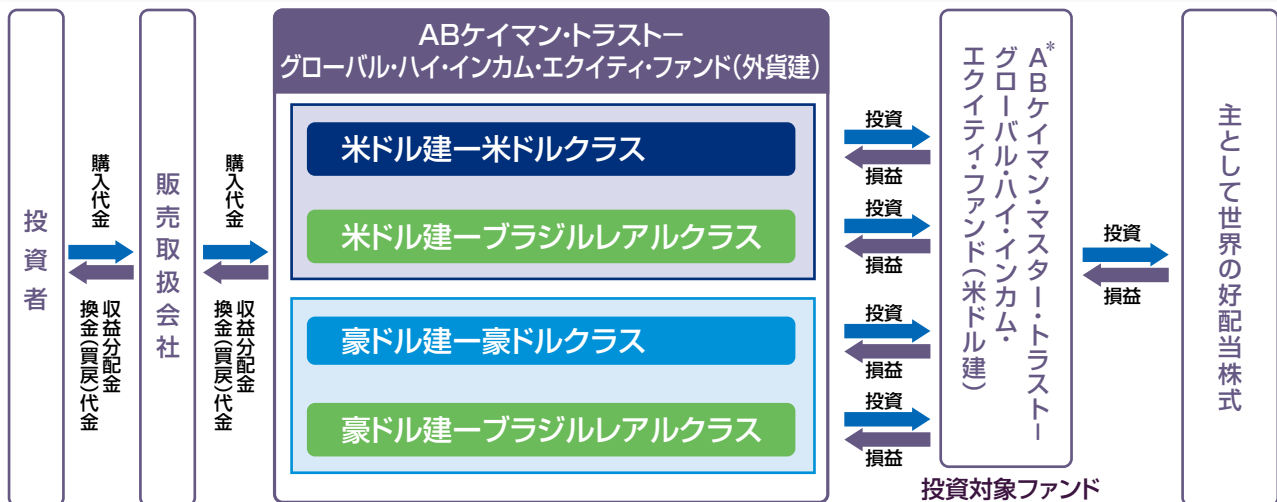 投資者
購入代金
収益分配金
換金(買戻)代金
販売取扱会社
購入代金
収益分配金
換金(買戻)代金
ABケイマン・トラストー
グローバル・ハイ・インカム・エクイティ・ファンド(外貨建)
米ドル建ー米ドルクラス
米ドル建ーブラジルレアルクラス
豪ドル建ー豪ドルクラス
豪ドル建ーブラジルレアルクラス
投資
損益
投資
損益
投資
損益
投資
損益
ABケイマン・マスター・トラストー*
グローバル・ハイ・インカム・
エクイティ・ファンド(米ドル建)
投資対象ファンド
投資
損益
主として世界の好配当株式